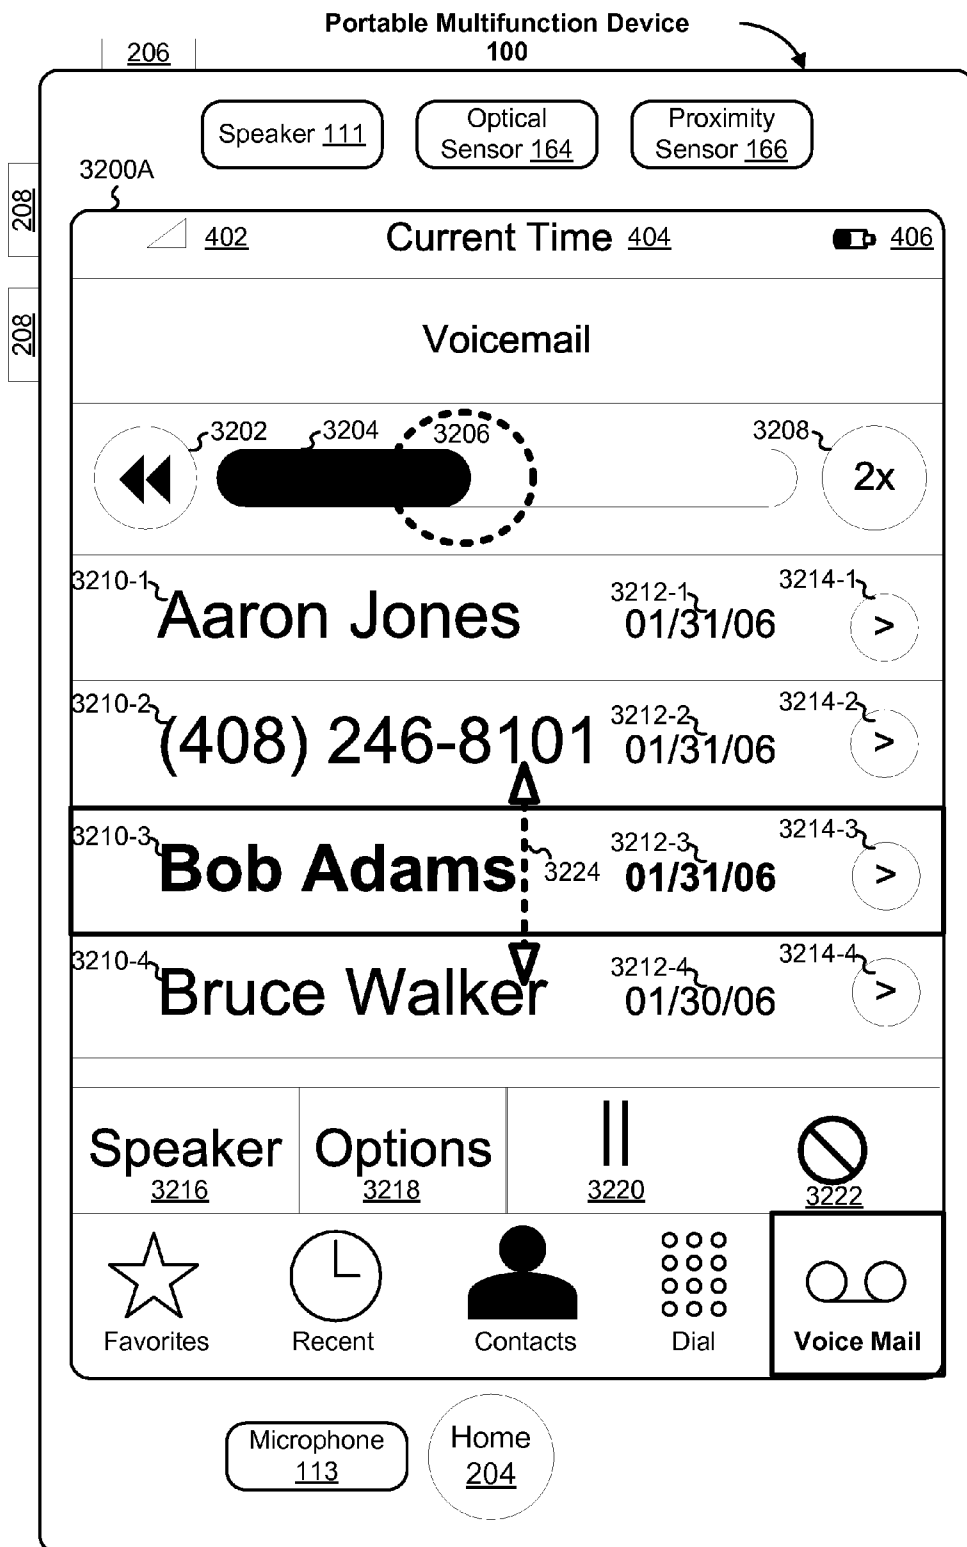 Portable Multifunction Device
100
206
Speaker 111
Optical
Sensor 164
Proximity
Sensor 166
208
208
3200A
402
Current Time 404
406
Voicemail
3202
3204
3206
3208
2x
3210-1
Aaron Jones
3212-1
01/31/06
3214-1
>
3210-2
(408) 246-8101
3212-2
01/31/06
3214-2
>
3210-3
Bob Adams
3224
3212-3
01/31/06
3214-3
>
3210-4
Bruce Walker
3212-4
01/30/06
3214-4
>
Speaker
3216
Options
3218
3220
3222
Favorites
Recent
Contacts
Dial
Voice Mail
Microphone
113
Home
204